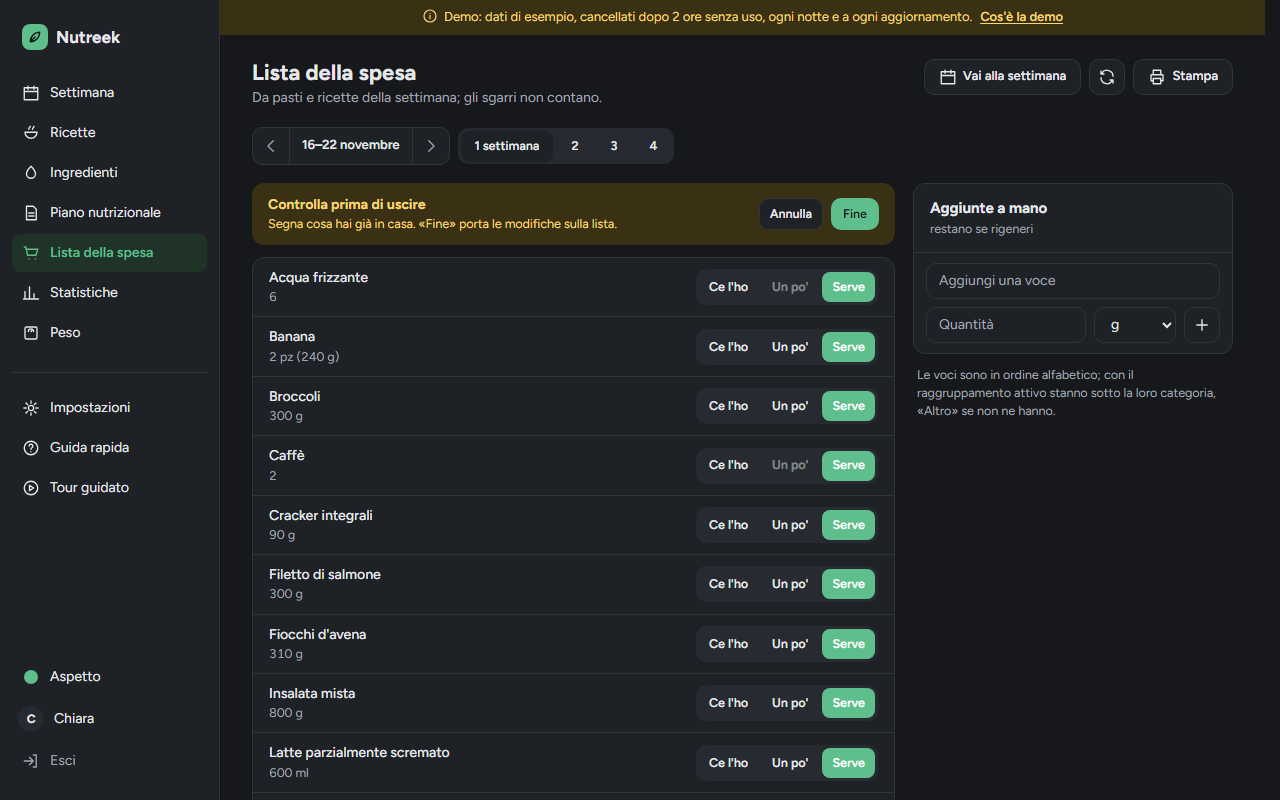 Nutreek
Settimana
Ricette
Ingredienti
Piano nutrizionale
Lista della spesa
Statistiche
Peso
Impostazioni
Guida rapida
Tour guidato
Aspetto
C Chiara
Esci
Demo: dati di esempio, cancellati dopo 2 ore senza uso, ogni notte e a ogni aggiornamento. Cos'è la demo
Lista della spesa
Da pasti e ricette della settimana; gli sgarri non contano.
Vai alla settimana
Stampa
16–22 novembre
1 settimana 2 3 4
Controlla prima di uscire
Segna cosa hai già in casa. «Fine» porta le modifiche sulla lista.
Annulla Fine
Acqua frizzante
6
Ce l'ho Un po' Serve
Banana
2 pz (240 g)
Ce l'ho Un po' Serve
Broccoli
300 g
Ce l'ho Un po' Serve
Caffè
2
Ce l'ho Un po' Serve
Cracker integrali
90 g
Ce l'ho Un po' Serve
Filetto di salmone
300 g
Ce l'ho Un po' Serve
Fiocchi d'avena
310 g
Ce l'ho Un po' Serve
Insalata mista
800 g
Ce l'ho Un po' Serve
Latte parzialmente scremato
600 ml
Ce l'ho Un po' Serve
Aggiunte a mano
restano se rigeneri
Aggiungi una voce
Quantità g
Le voci sono in ordine alfabetico; con il
raggruppamento attivo stanno sotto la loro categoria,
«Altro» se non ne hanno.